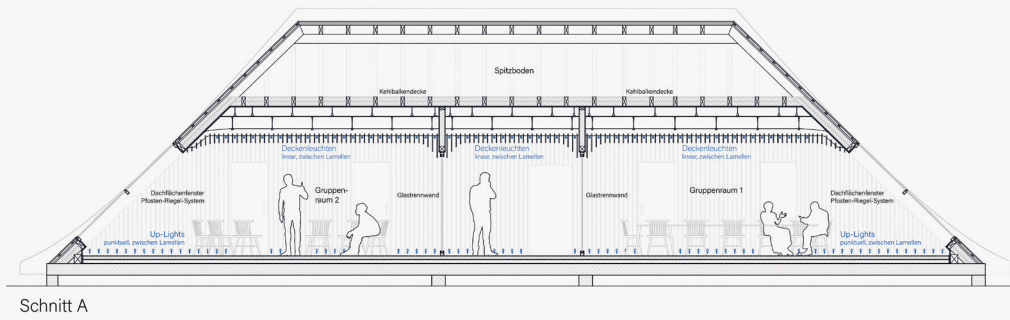 Spitzboden
Kehlbalkendecke
Kehlbalkendecke
Deckenleuchten
linear, zwischen Lamellen
Deckenleuchten
linear, zwischen Lamellen
Deckenleuchten
linear, zwischen Lamellen
Dachflächenfenster
Pfosten-Riegel-System
Gruppen-
raum 2
Glastrennwand
Glastrennwand
Gruppenraum 1
Dachflächenfenster
Pfosten-Riegel-System
Up-Lights
punktuell, zwischen Lamellen
Up-Lights
punktuell, zwischen Lamellen
Schnitt A